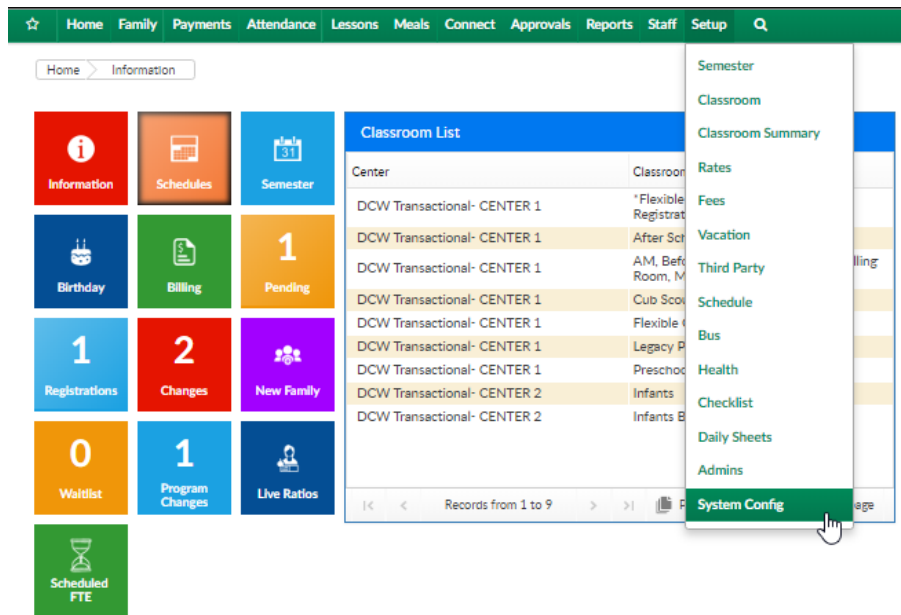 Home Family Payments Attendance Lessons Meals Connect Approvals Reports Staff Setup
Home Information
Information
Schedules
31
Semester
Birthday
Billing
1
Pending
1
Registrations
2
Changes
New Family
0
Waitlist
1
Program
Changes
Live Ratios
Scheduled
FTE
Classroom List
Center
DCW Transactional- CENTER 1 *Flexible
Registrat
DCW Transactional- CENTER 1 After Sch
DCW Transactional- CENTER 1 AM, Befo lling
Room, M
DCW Transactional- CENTER 1 Cub Scou
DCW Transactional- CENTER 1 Flexible
DCW Transactional- CENTER 1 Legacy P
DCW Transactional- CENTER 1 Preschoo
DCW Transactional- CENTER 2 Infants
DCW Transactional- CENTER 2 Infants B
Records from 1 to 9
Semester
Classroom
Classroom Summary
Rates
Fees
Vacation
Third Party
Schedule
Bus
Health
Checklist
Daily Sheets
Admins
System Config